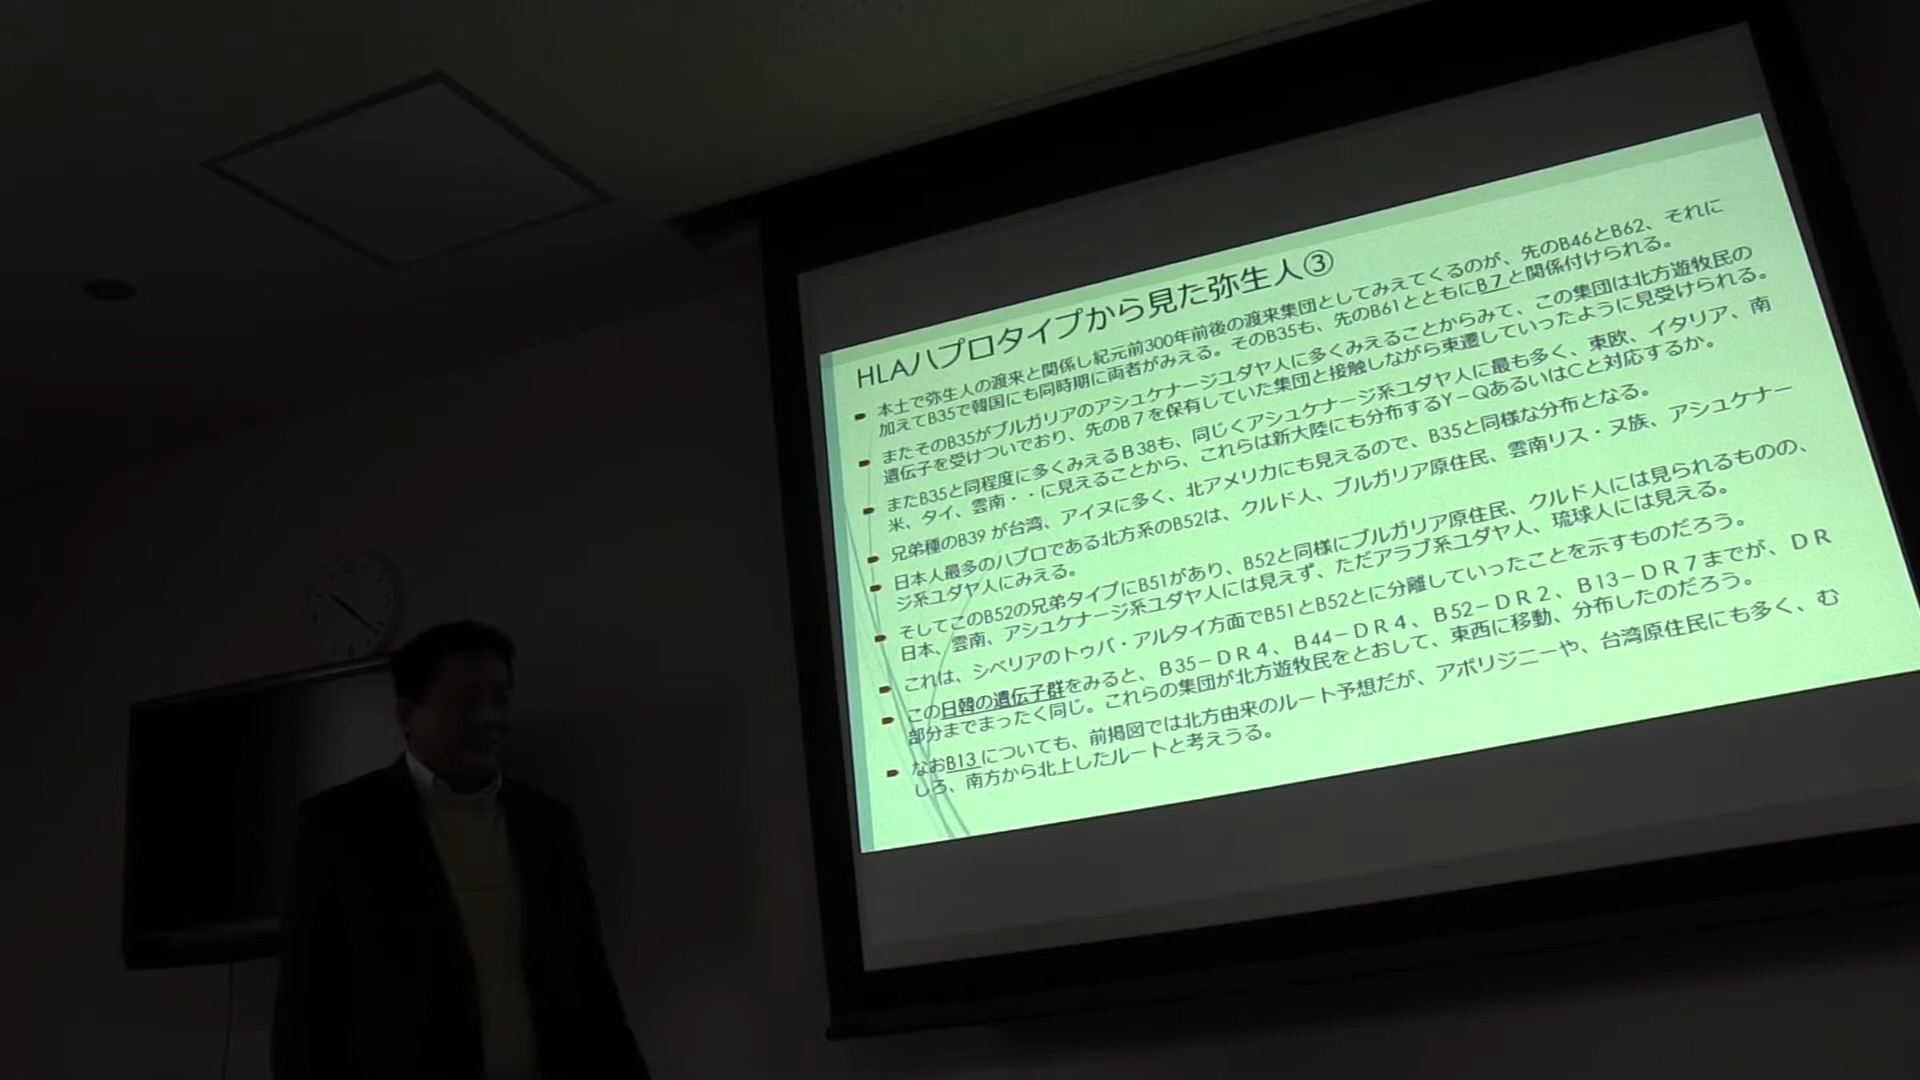 HLAハプロタイプから見た弥生人③
本土で弥生人の渡来と関係し紀元前300年前後の渡来集団としてみえてくるのが、先のB46とB62、それに
加えてB35で韓国にも同時期に両者がみえる。そのB35も、先のB61とともにB7と関係付けられる。
またそのB35がブルガリアのアシュケナージユダヤ人に多くみえることからみて、この集団は北方遊牧民の
遺伝子を受けついでおり、先のB7を保有していた集団と接触しながら東遷していったように見受けられる。
またB35と同程度に多くみえるB38も、同じくアシュケナージ系ユダヤ人に最も多く、東欧、イタリア、南
米、タイ、雲南・・に見えることから、これらは新大陸にも分布するY－QあるいはCと対応するか。
兄弟種のB39 が台湾、アイヌに多く、北アメリカにも見えるので、B35と同様な分布となる。
日本人最多のハプロである北方系のB52は、クルド人、ブルガリア原住民、雲南リス・ヌ族、アシュケナー
ジ系ユダヤ人にみえる。
そしてこのB52の兄弟タイプにB51があり、B52と同様にブルガリア原住民、クルド人には見られるものの、
日本、雲南、アシュケナージ系ユダヤ人には見えず、ただアラブ系ユダヤ人、琉球人には見える。
これは、シベリアのトゥバ・アルタイ方面でB51とB52とに分離していったことを示すものだろう。
この日韓の遺伝子群をみると、B35－DR4、B44－DR4、B52－DR2、B13－DR7までが、DR
部分までまったく同じ。これらの集団が北方遊牧民をとおして、東西に移動、分布したのだろう。
なおB13 についても、前掲図では北方由来のルート予想だが、アボリジニーや、台湾原住民にも多く、む
しろ、南方から北上したルートと考えうる。